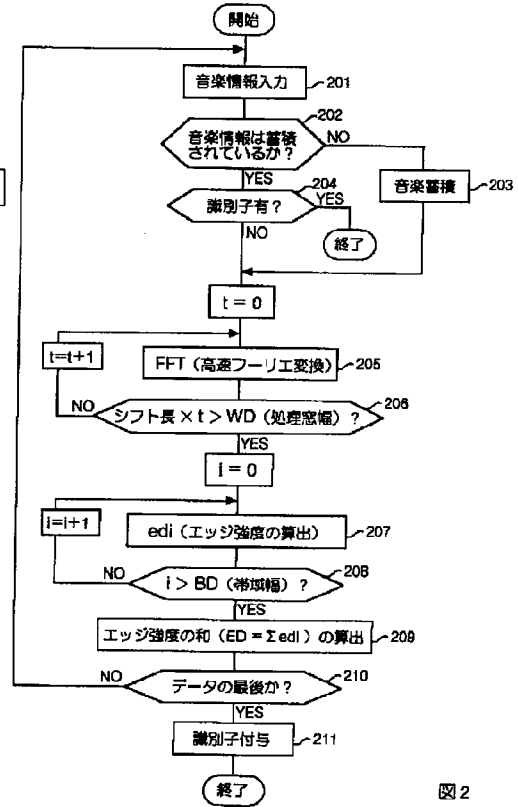 開始
音楽情報入力
201
202
音楽情報は蓄積
されているか?
NO
YES
音楽蓄積
203
204
識別子有?
YES
NO
終了
t = 0
t=t+1
FFT(高速フーリエ変換)
205
206
シフト長 × t > WD(処理窓幅)?
NO
YES
i = 0
i=i+1
edi(エッジ強度の算出)
207
208
i > BD(帯域幅)?
NO
YES
エッジ強度の和(ED = Σedi)の算出
209
210
データの最後か?
NO
YES
識別子付与
211
終了
図2